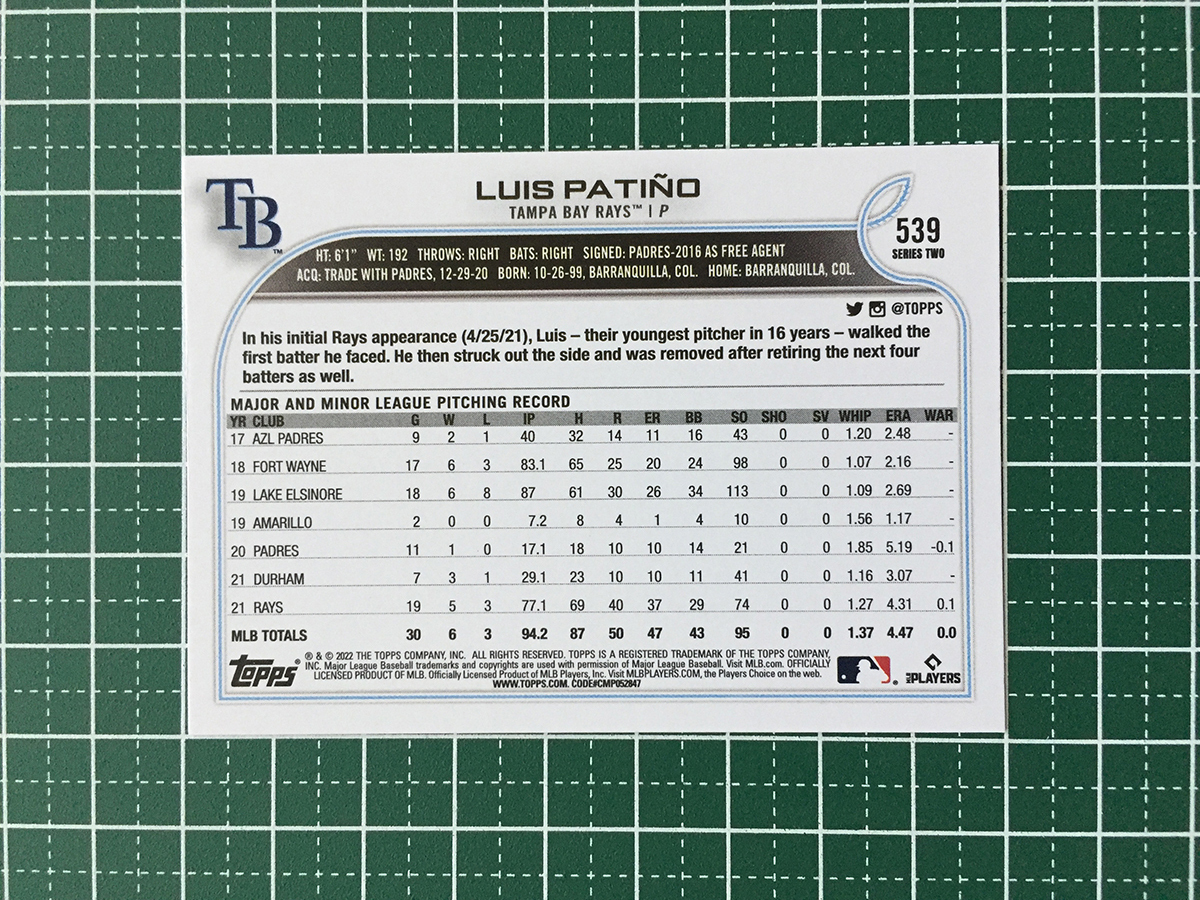 TB™
LUIS PATIÑO
TAMPA BAY RAYS™ | P
539
SERIES TWO
HT: 6'1" WT: 192 THROWS: RIGHT BATS: RIGHT SIGNED: PADRES-2016 AS FREE AGENT
ACQ: TRADE WITH PADRES, 12-29-20 BORN: 10-26-99, BARRANQUILLA, COL. HOME: BARRANQUILLA, COL.
@TOPPS
In his initial Rays appearance (4/25/21), Luis – their youngest pitcher in 16 years – walked the
first batter he faced. He then struck out the side and was removed after retiring the next four
batters as well.
MAJOR AND MINOR LEAGUE PITCHING RECORD
YR CLUB G W L IP H R ER BB SO SHO SV WHIP ERA WAR
17 AZL PADRES 9 2 1 40 32 14 11 16 43 0 0 1.20 2.48 -
18 FORT WAYNE 17 6 3 83.1 65 25 20 24 98 0 0 1.07 2.16 -
19 LAKE ELSINORE 18 6 8 87 61 30 26 34 113 0 0 1.09 2.69 -
19 AMARILLO 2 0 0 7.2 8 4 1 4 10 0 0 1.56 1.17 -
20 PADRES 11 1 0 17.1 18 10 10 14 21 0 0 1.85 5.19 -0.1
21 DURHAM 7 3 1 29.1 23 10 10 11 41 0 0 1.16 3.07 -
21 RAYS 19 5 3 77.1 69 40 37 29 74 0 0 1.27 4.31 0.1
MLB TOTALS 30 6 3 94.2 87 50 47 43 95 0 0 1.37 4.47 0.0
topps®
® & © 2022 THE TOPPS COMPANY, INC. ALL RIGHTS RESERVED. TOPPS IS A REGISTERED TRADEMARK OF THE TOPPS COMPANY,
INC. Major League Baseball trademarks and copyrights are used with permission of Major League Baseball. Visit MLB.com. OFFICIALLY
LICENSED PRODUCT OF MLB. Officially Licensed Product of MLB Players, Inc. Visit MLBPLAYERS.COM, the Players Choice on the web.
WWW.TOPPS.COM. CODE#CMP052847
MLB PLAYERS